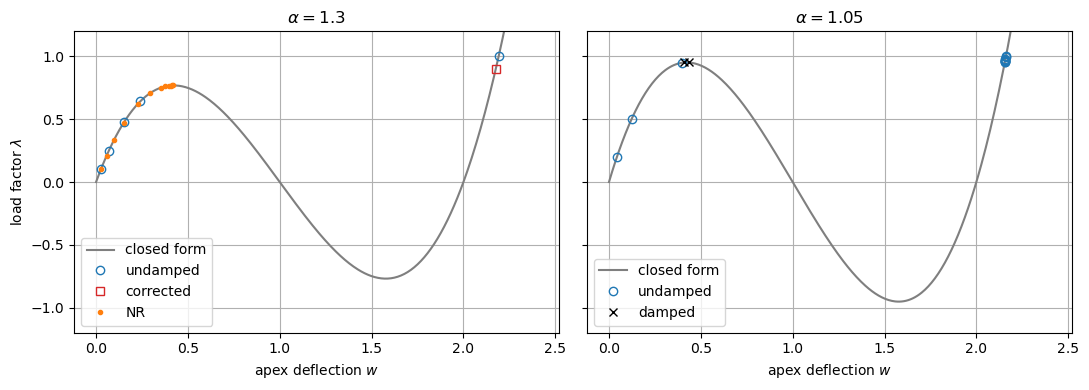 α = 1.3
load factor λ
1.0
0.5
0.0
−0.5
−1.0
closed form
undamped
corrected
NR
0.0 0.5 1.0 1.5 2.0 2.5
apex deflection w
α = 1.05
closed form
undamped
damped
0.0 0.5 1.0 1.5 2.0 2.5
apex deflection w